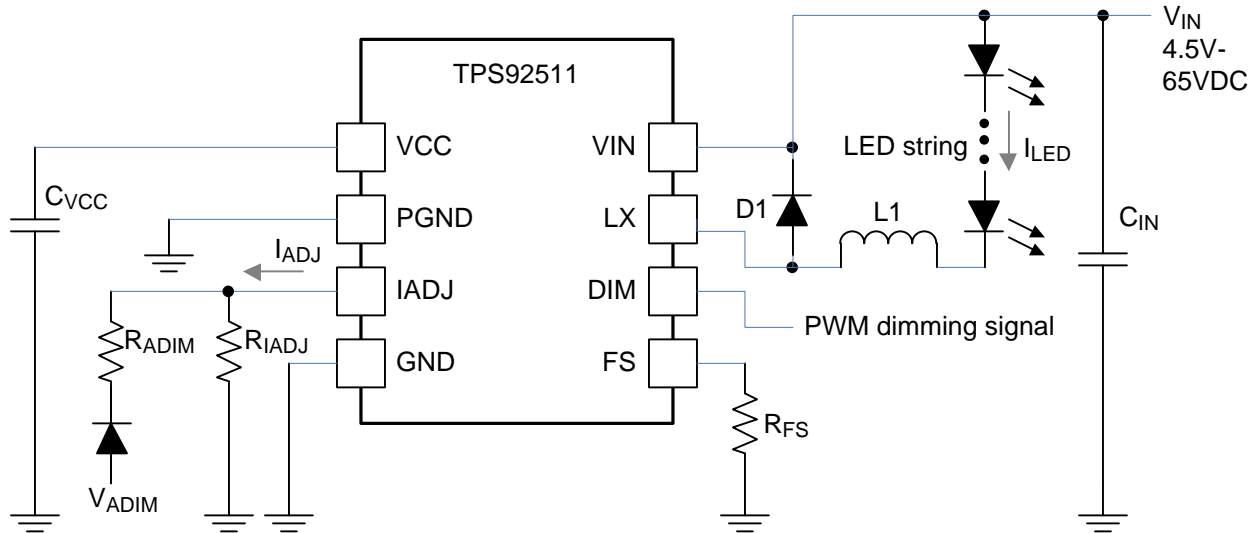 TPS92511
VCC
PGND
IADJ
GND
VIN
LX
DIM
FS
CVCC
IADJ
RADIM
RIADJ
VADIM
D1
L1
LED string
ILED
CIN
VIN
4.5V-
65VDC
PWM dimming signal
RFS